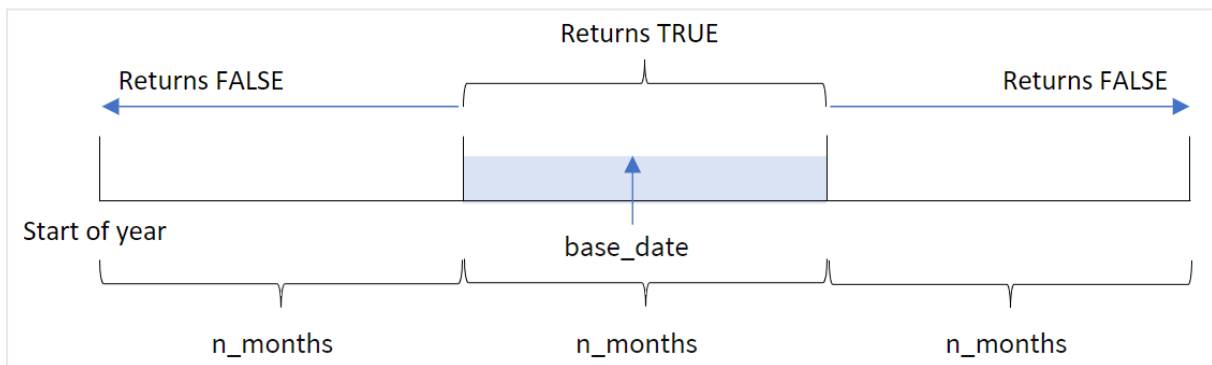 Returns TRUE
Returns FALSE
Returns FALSE
Start of year
base_date
n_months
n_months
n_months